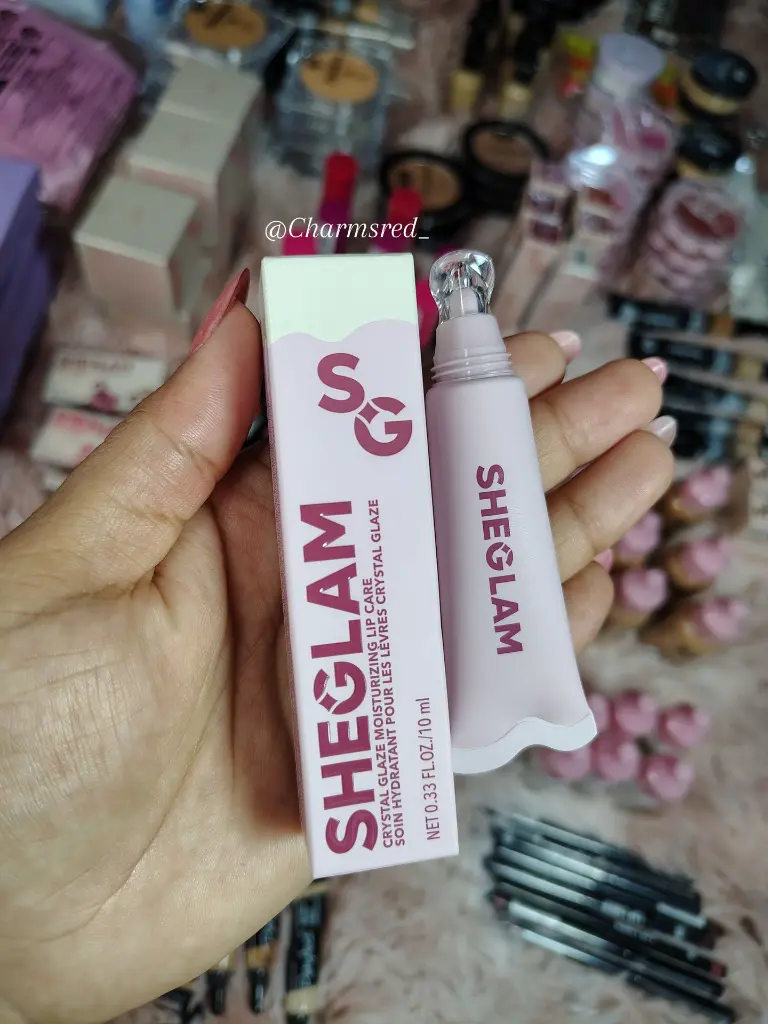 @Charmsred_
SG
SHEGLAM
CRYSTAL GLAZE MOISTURIZING LIP CARE
SOIN HYDRATANT POUR LES LÈVRES CRYSTAL GLAZE
NET 0.33 FL.OZ./10 ml
SHEGLAM